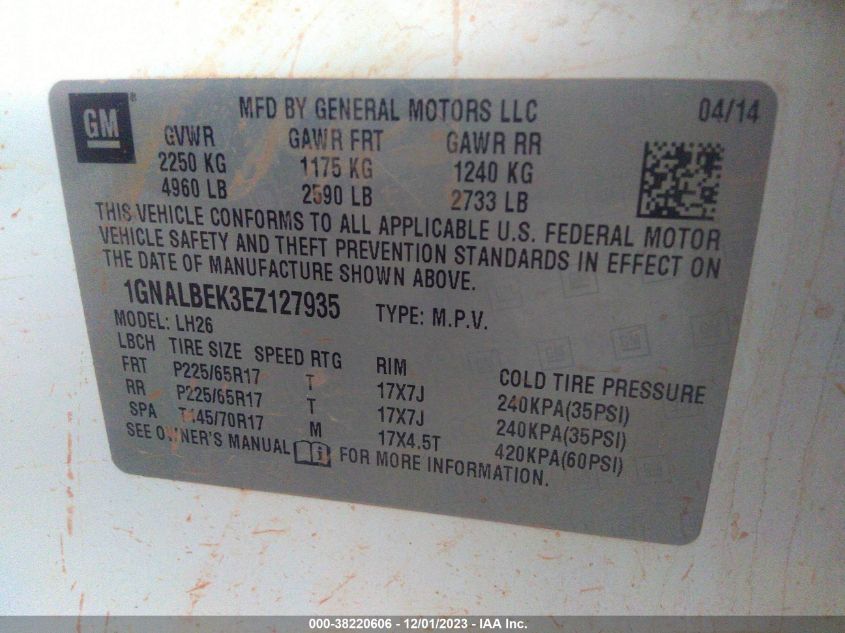 GM® MFD BY GENERAL MOTORS LLC 04/14
GVWR GAWR FRT GAWR RR
2250 KG 1175 KG 1240 KG
4960 LB 2590 LB 2733 LB
THIS VEHICLE CONFORMS TO ALL APPLICABLE U.S. FEDERAL MOTOR
VEHICLE SAFETY AND THEFT PREVENTION STANDARDS IN EFFECT ON
THE DATE OF MANUFACTURE SHOWN ABOVE.
1GNALBEK3EZ127935 TYPE: M.P.V.
MODEL: LH26
LBCH TIRE SIZE SPEED RTG RIM COLD TIRE PRESSURE
FRT P225/65R17 T 17X7J 240KPA(35PSI)
RR P225/65R17 T 17X7J 240KPA(35PSI)
SPA T145/70R17 M 17X4.5T 420KPA(60PSI)
SEE OWNER'S MANUAL FOR MORE INFORMATION.
000-38220606 - 12/01/2023 - IAA Inc.